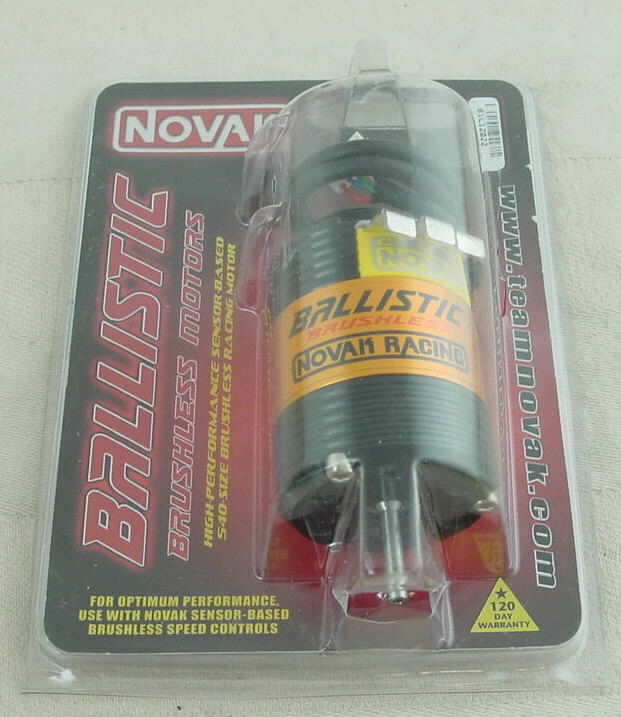 NOVAK
BALLISTIC
BRUSHLESS MOTORS
HIGH-PERFORMANCE SENSOR-BASED
540-SIZE BRUSHLESS RACING MOTOR
BALLISTIC
BRUSHLESS
NOVAK RACING
www.teamnovak.com
FOR OPTIMUM PERFORMANCE,
USE WITH NOVAK SENSOR-BASED
BRUSHLESS SPEED CONTROLS
120
DAY
WARRANTY